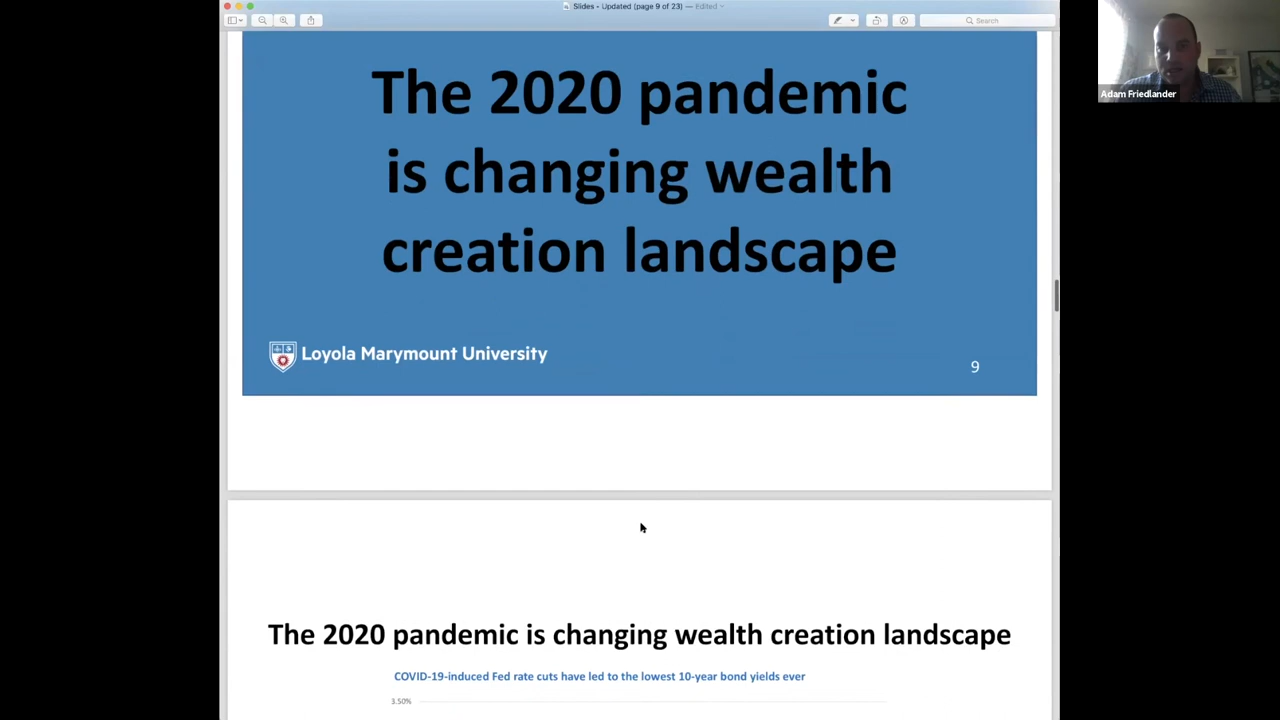 Slides - Updated (page 9 of 23) — Edited
Search
Adam Friedlander
The 2020 pandemic
is changing wealth
creation landscape
Loyola Marymount University
9
The 2020 pandemic is changing wealth creation landscape
COVID-19-induced Fed rate cuts have led to the lowest 10-year bond yields ever
3.50%